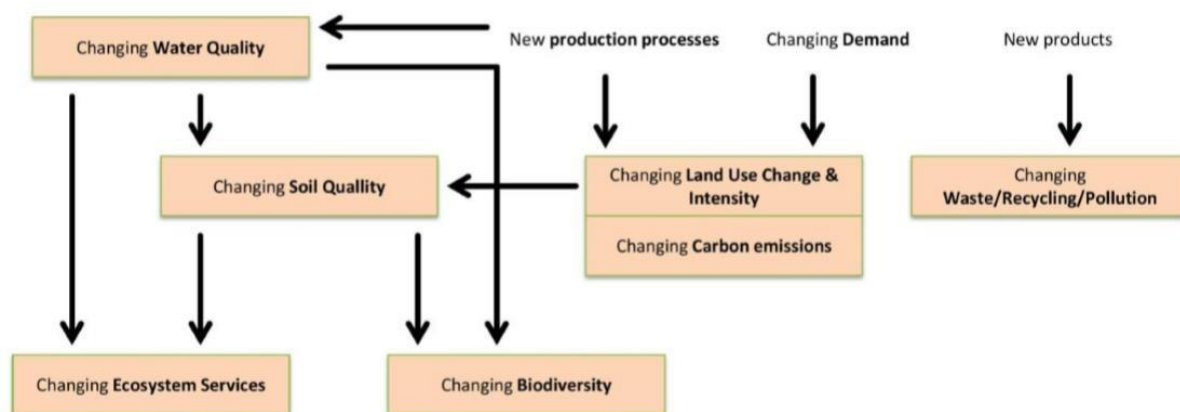 Changing Water Quality
New production processes
Changing Demand
New products
Changing Soil Quallity
Changing Land Use Change &
Intensity
Changing
Waste/Recycling/Pollution
Changing Carbon emissions
Changing Ecosystem Services
Changing Biodiversity